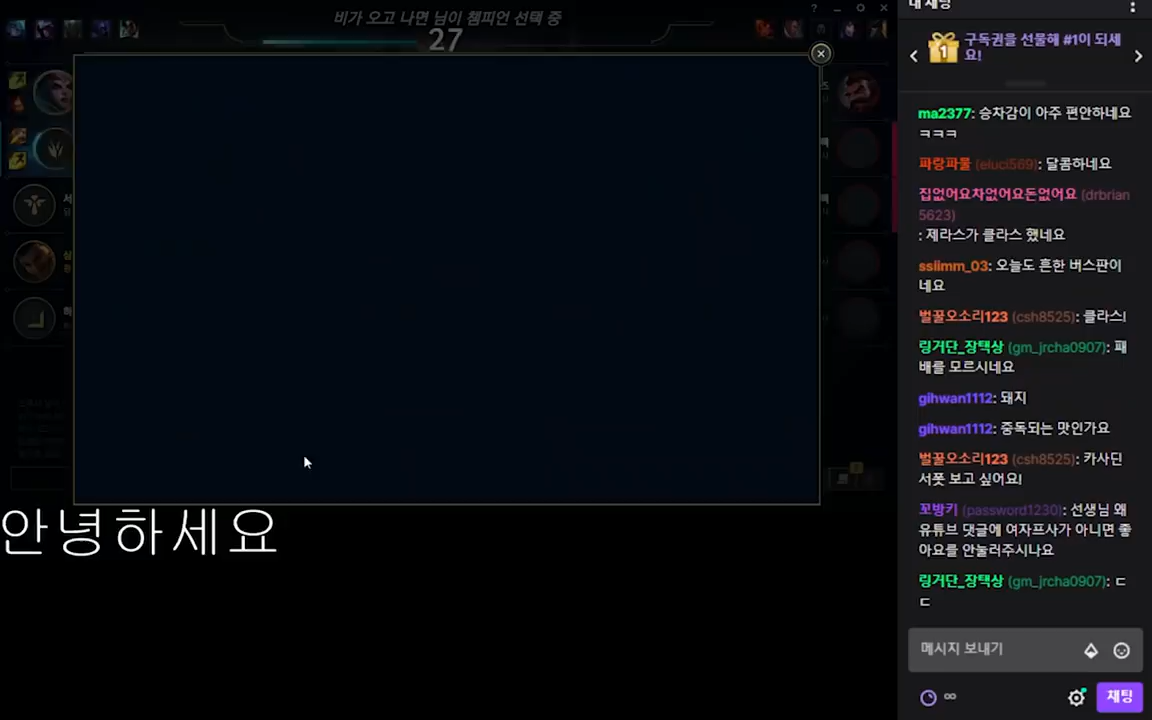 비가 오고 나면 님이 챔피언 선택 중
27
안녕하세요
내 채팅
구독권을 선물해 #1이 되세
요!
1
ma2377: 승차감이 아주 편안하네요
ㅋㅋㅋ
파랑파물 (eluci569): 달콤하네요
집없어요차없어요돈없어요 (drbrian
5623)
: 제라스가 클라스 했네요
ssiimm_03: 오늘도 흔한 버스판이
네요
벌꿀오소리123 (csh8525): 클라스!
링거단_장택상 (gm_jrcha0907): 패
배를 모르시네요
gihwan1112: 돼지
gihwan1112: 중독되는 맛인가요
벌꿀오소리123 (csh8525): 카사딘
서폿 보고 싶어요!
꼬방키 (password1230): 선생님 왜
유튜브 댓글에 여자프사가 아니면 좋
아요를 안눌러주시나요
링거단_장택상 (gm_jrcha0907): ㄷ
ㄷ
메시지 보내기
채팅